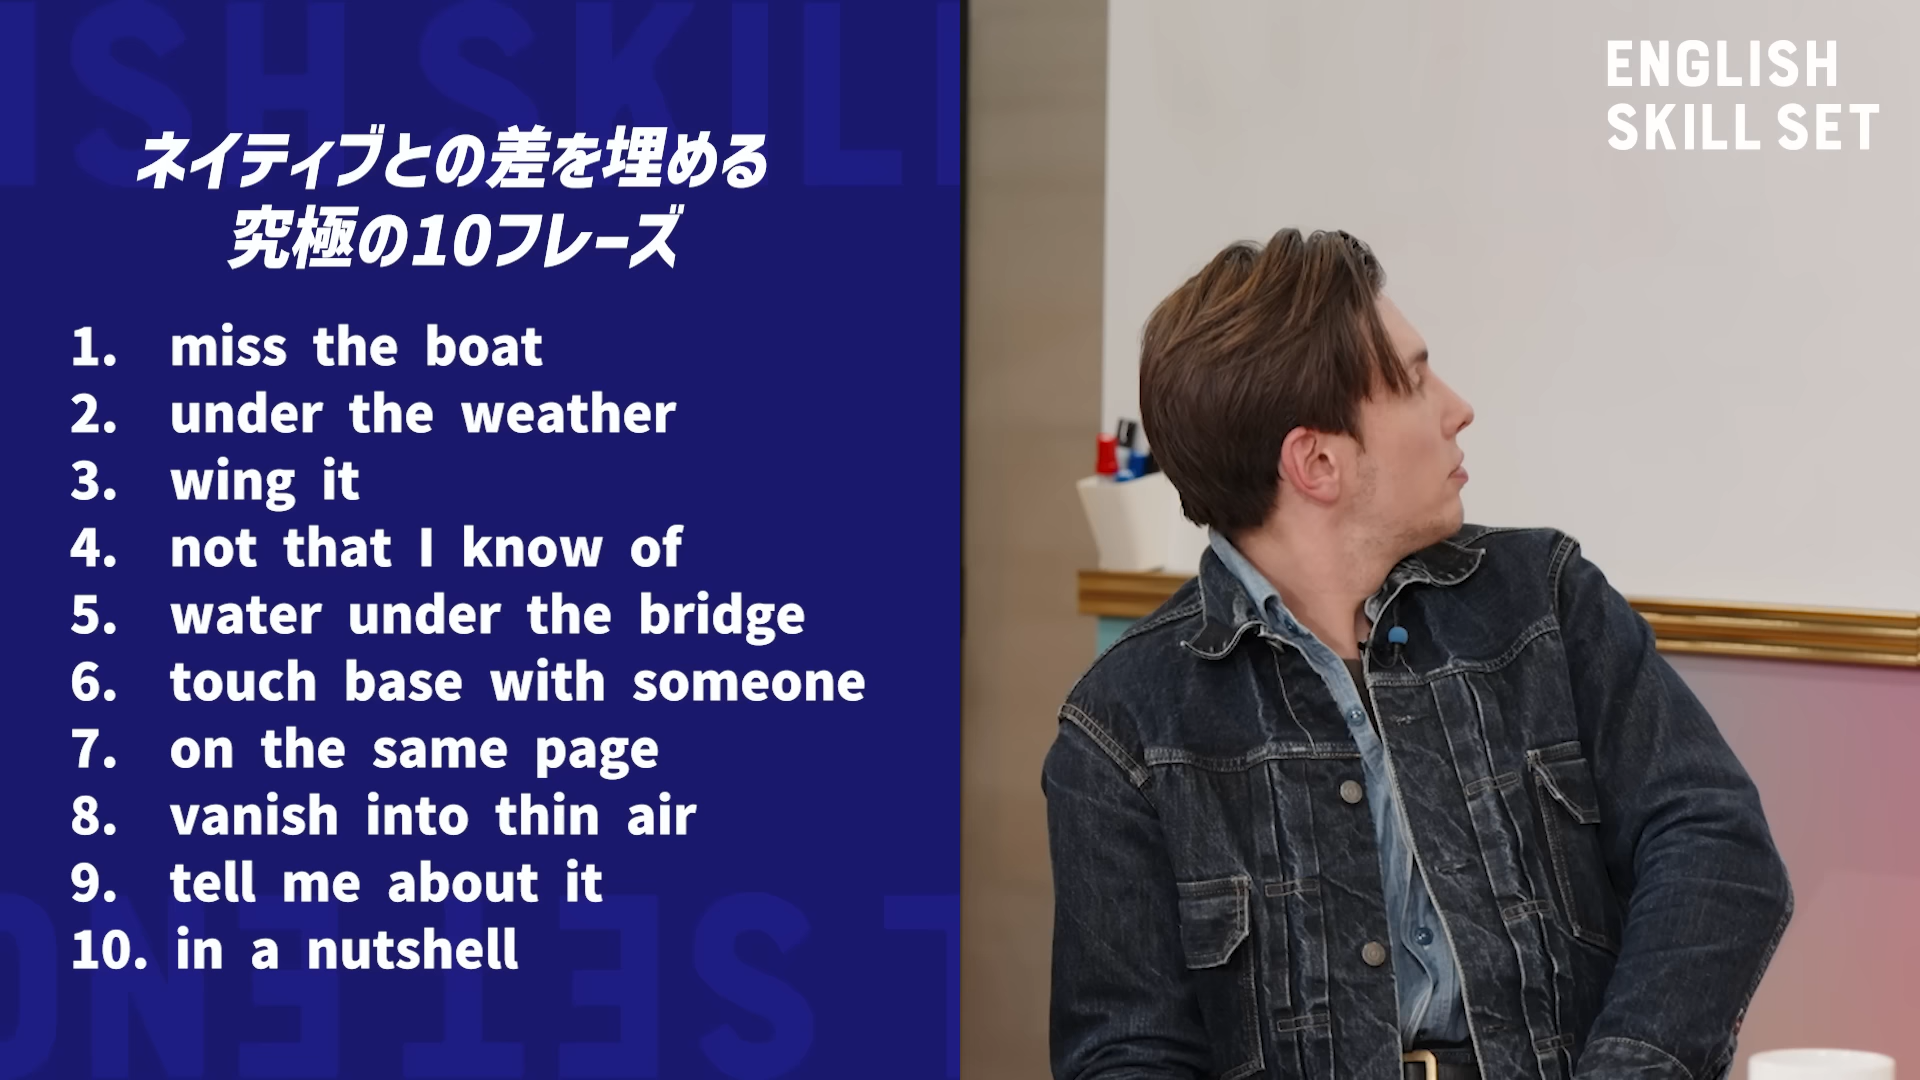 ネイティブとの差を埋める
究極の10フレーズ
1. miss the boat
2. under the weather
3. wing it
4. not that I know of
5. water under the bridge
6. touch base with someone
7. on the same page
8. vanish into thin air
9. tell me about it
10. in a nutshell
ENGLISH
SKILL SET